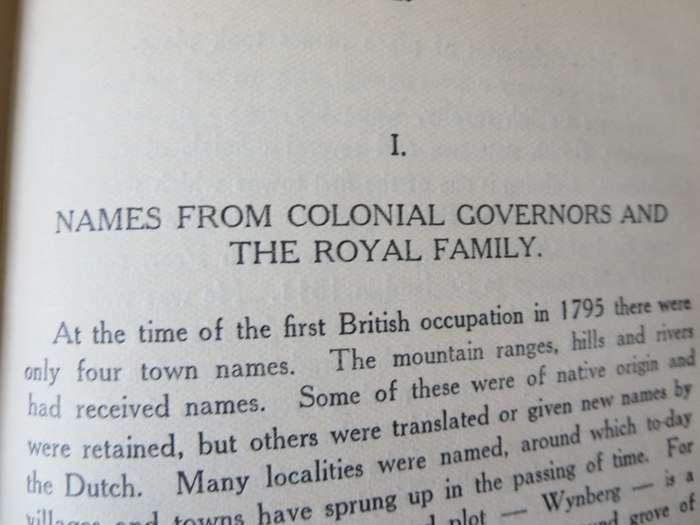 I.
NAMES FROM COLONIAL GOVERNORS AND
THE ROYAL FAMILY.
At the time of the first British occupation in 1795 there were
only four town names. The mountain ranges, hills and rivers
had received names. Some of these were of native origin and
were retained, but others were translated or given new names by
the Dutch. Many localities were named, around which to-day
villages and towns have sprung up in the passing of time. For
plot — Wynberg — is a
grove of